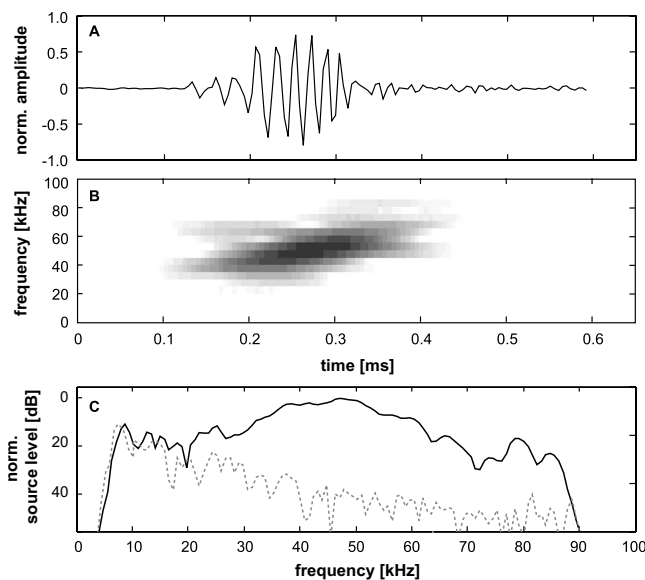 A
norm. amplitude
1.0
0.5
0
-0.5
-1.0
B
frequency [kHz]
100
80
60
40
20
0
0 0.1 0.2 0.3 0.4 0.5 0.6
time [ms]
C
norm.
source level [dB]
0
20
40
0 10 20 30 40 50 60 70 80 90 100
frequency [kHz]